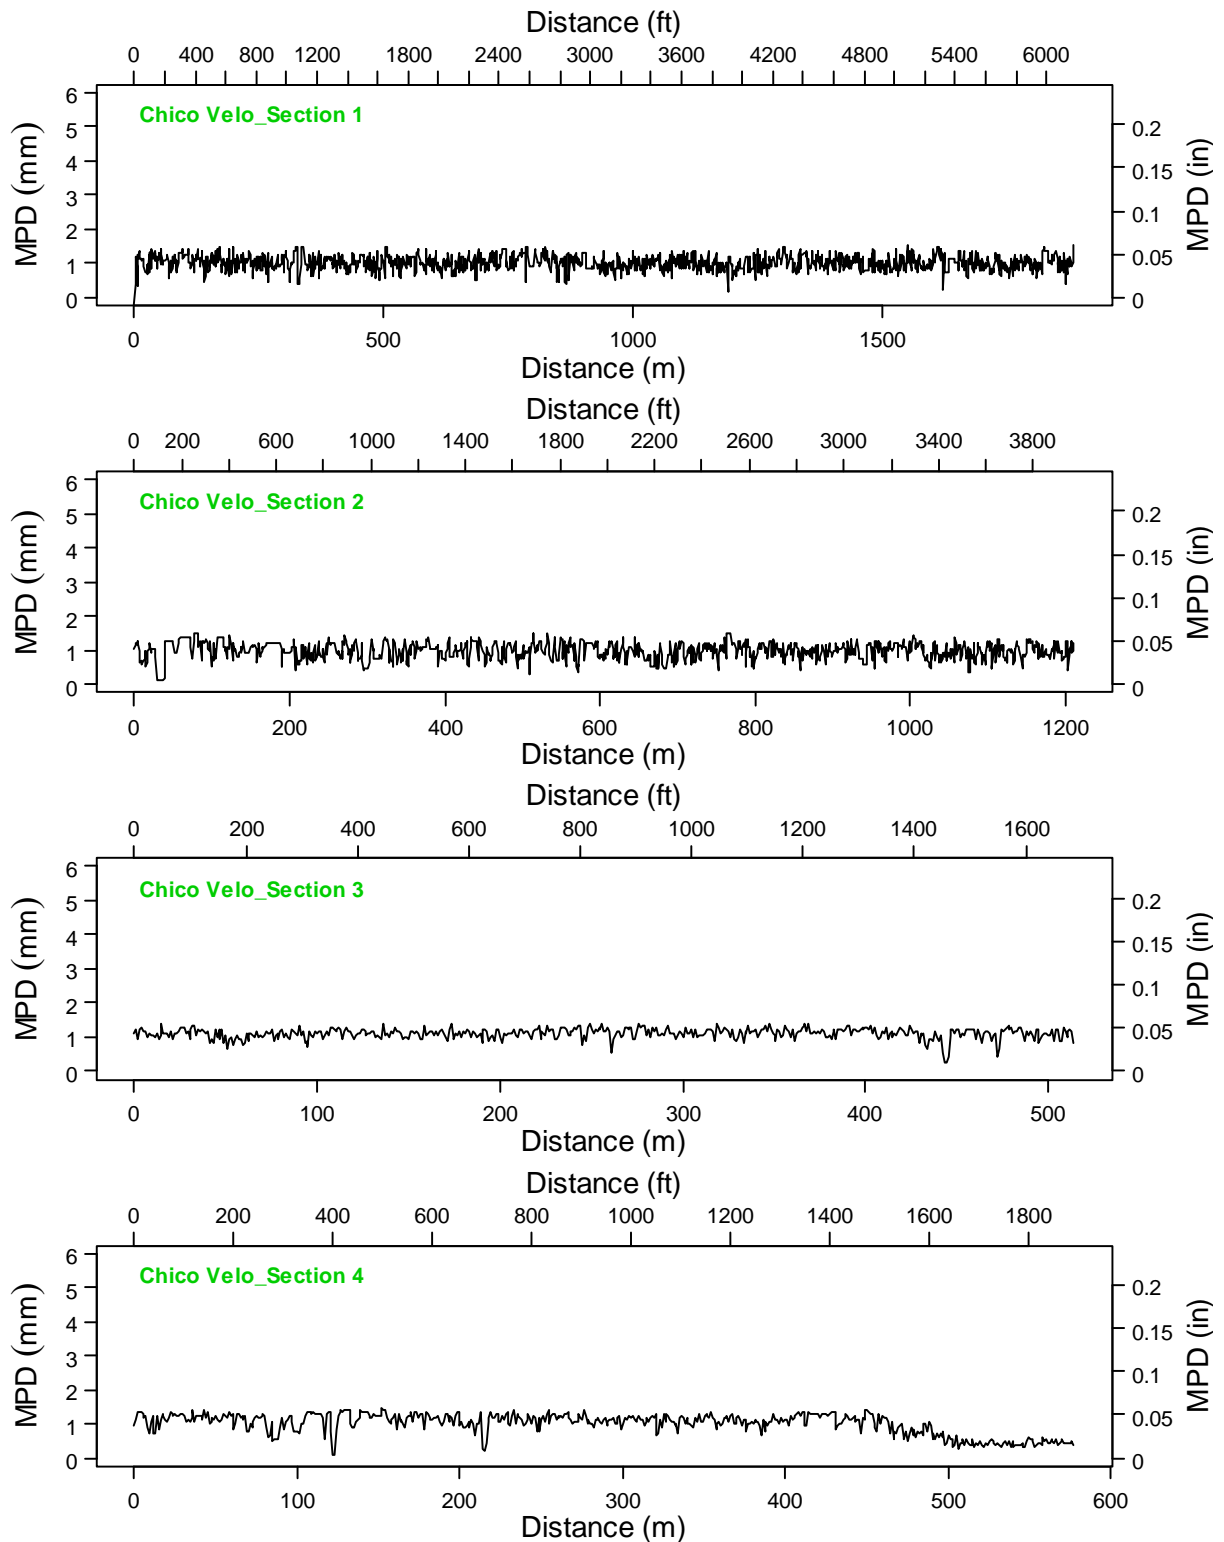 Distance (ft)
0 400 800 1200 1800 2400 3000 3600 4200 4800 5400 6000
Chico Velo_Section 1
MPD (mm)
6
5
4
3
2
1
0
0.2
0.15
0.1
0.05
0
MPD (in)
0 500 1000 1500
Distance (m)
Distance (ft)
0 200 600 1000 1400 1800 2200 2600 3000 3400 3800
Chico Velo_Section 2
MPD (mm)
6
5
4
3
2
1
0
0.2
0.15
0.1
0.05
0
MPD (in)
0 200 400 600 800 1000 1200
Distance (m)
Distance (ft)
0 200 400 600 800 1000 1200 1400 1600
Chico Velo_Section 3
MPD (mm)
6
5
4
3
2
1
0
0.2
0.15
0.1
0.05
0
MPD (in)
0 100 200 300 400 500
Distance (m)
Distance (ft)
0 200 400 600 800 1000 1200 1400 1600 1800
Chico Velo_Section 4
MPD (mm)
6
5
4
3
2
1
0
0.2
0.15
0.1
0.05
0
MPD (in)
0 100 200 300 400 500 600
Distance (m)